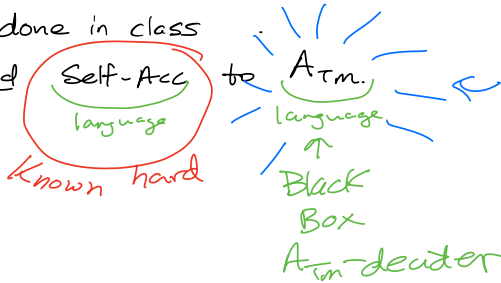 done in class
d Self-Acc to A_TM.
language language
Known hard
Black
Box
A_TM-decider